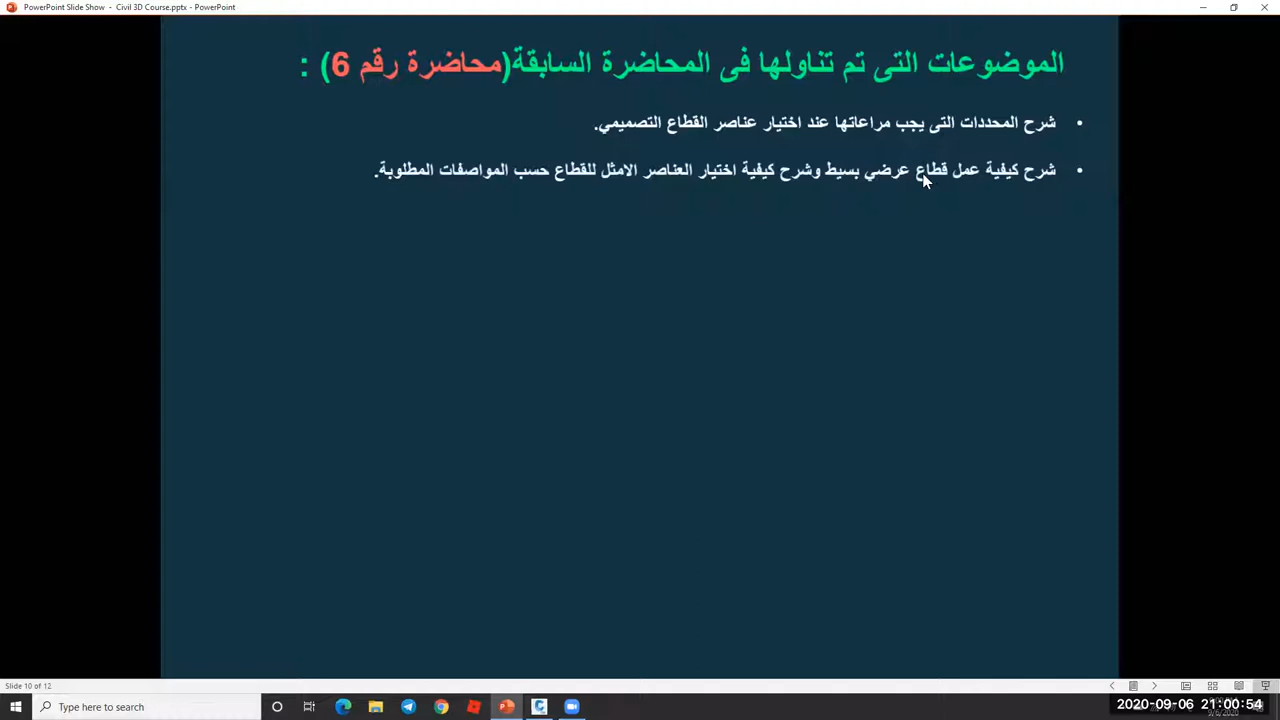 PowerPoint Slide Show - Civil 3D Course.pptx - PowerPoint
الموضوعات التى تم تناولها فى المحاضرة السابقة(محاضرة رقم 6) :
• شرح المحددات التى يجب مراعاتها عند اختيار عناصر القطاع التصميمي.
• شرح كيفية عمل قطاع عرضي بسيط وشرح كيفية اختيار العناصر الامثل للقطاع حسب المواصفات المطلوبة.
Slide 10 of 12
Type here to search
2020-09-06 21:00:54